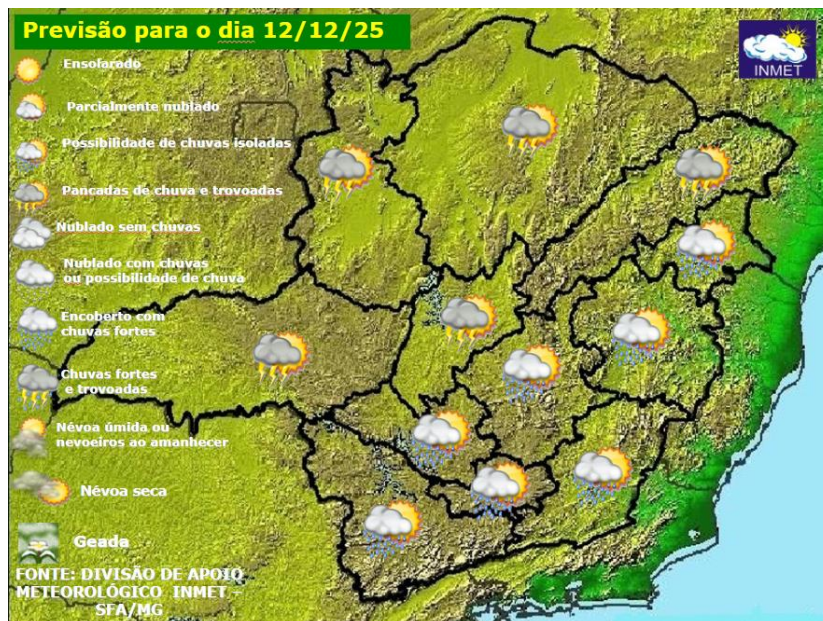 Previsão para o dia 12/12/25
INMET
Ensolarado
Parcialmente nublado
Possibilidade de chuvas isoladas
Pancadas de chuva e trovoadas
Nublado sem chuvas
Nublado com chuvas
ou possibilidade de chuva
Encoberto com
chuvas fortes
Chuvas fortes
e trovoadas
Névoa úmida ou
nevoeiros ao amanhecer
Névoa seca
Geada
FONTE: DIVISÃO DE APOIO
METEOROLÓGICO INMET -
SFA/MG